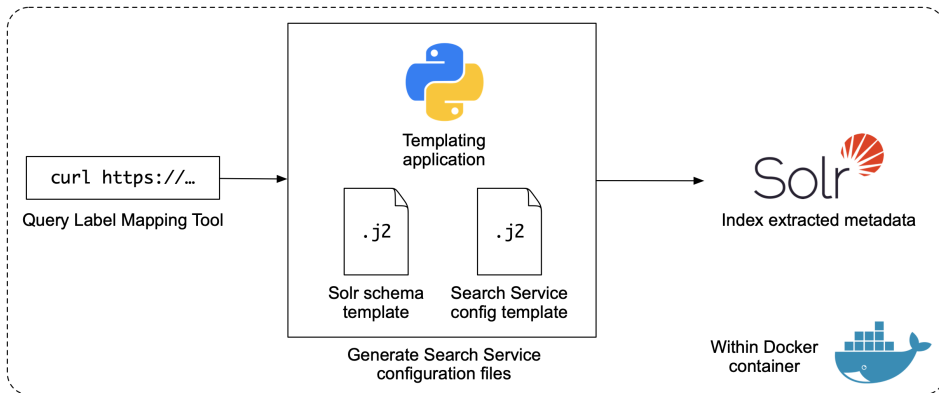 curl https://…
Query Label Mapping Tool
Templating
application
.j2
.j2
Solr schema
template
Search Service
config template
Generate Search Service
configuration files
Solr
Index extracted metadata
Within Docker
container